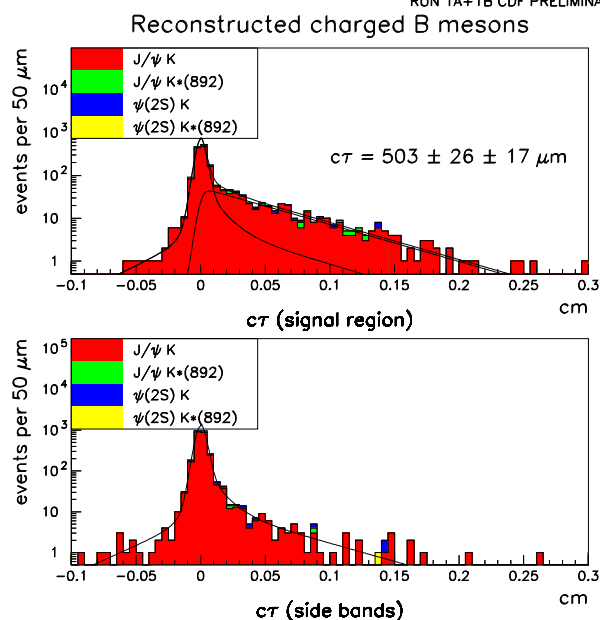 RUN 1A+1B CDF PRELIMINA
Reconstructed charged B mesons
events per 50 μm
J/ψ K
J/ψ K*(892)
ψ(2S) K
ψ(2S) K*(892)
10⁴
10³
10²
10
1
cτ = 503 ± 26 ± 17 μm
-0.1 -0.05 0 0.05 0.1 0.15 0.2 0.25 0.3
cm
cτ (signal region)
events per 50 μm
J/ψ K
J/ψ K*(892)
ψ(2S) K
ψ(2S) K*(892)
10⁵
10⁴
10³
10²
10
1
-0.1 -0.05 0 0.05 0.1 0.15 0.2 0.25 0.3
cm
cτ (side bands)